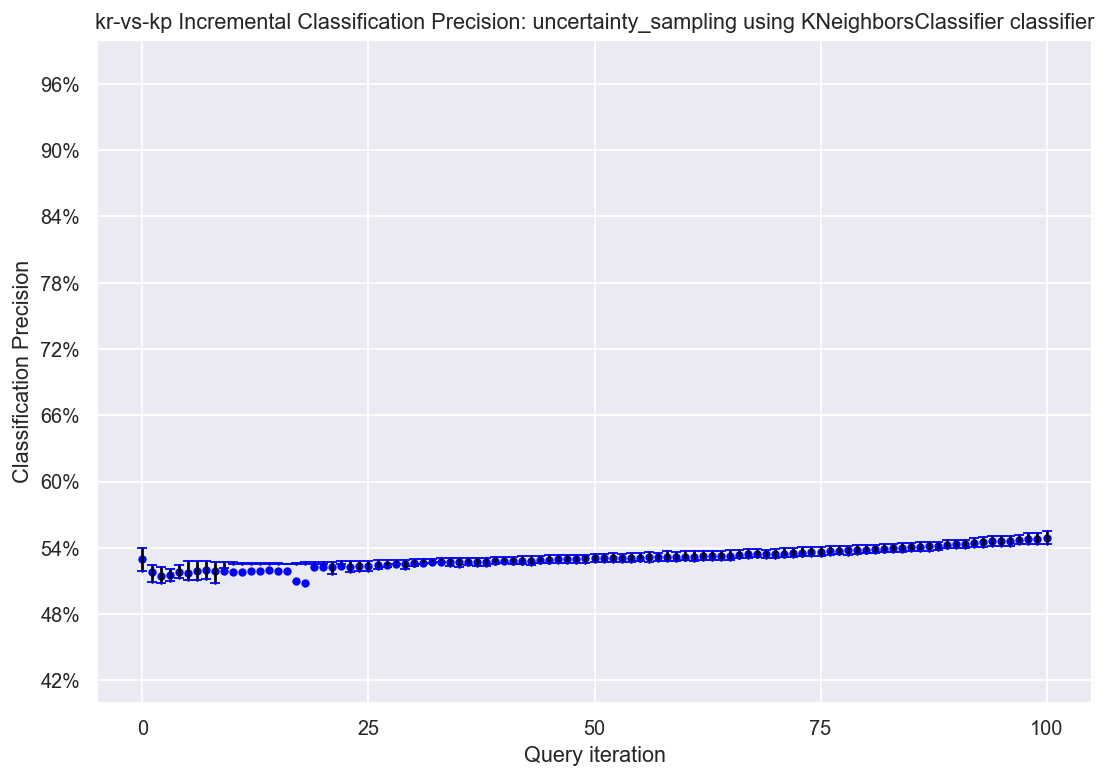 kr-vs-kp Incremental Classification Precision: uncertainty_sampling using KNeighborsClassifier classifier
96%
90%
84%
78%
72%
66%
60%
54%
48%
42%
Classification Precision
0 25 50 75 100
Query iteration